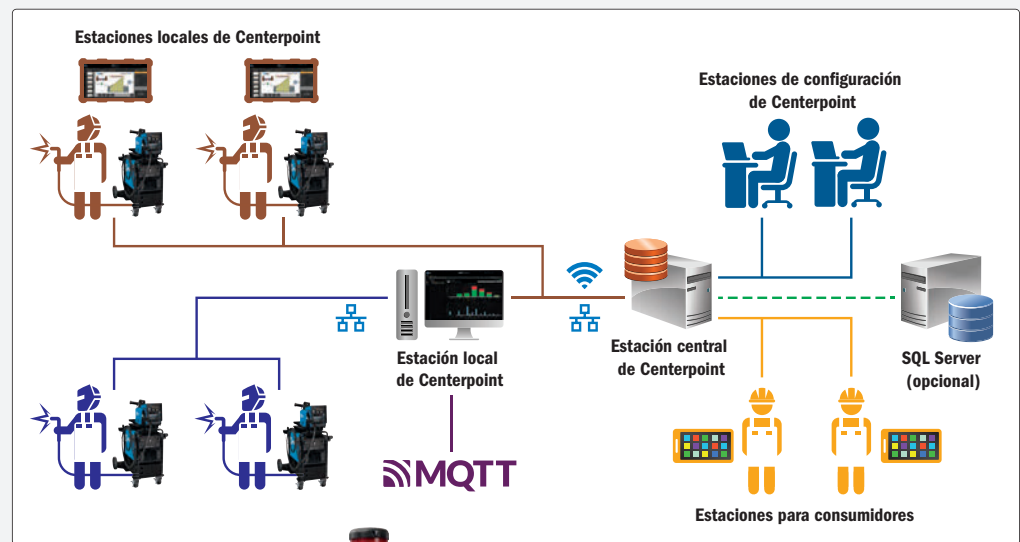 Estaciones locales de Centerpoint
Estaciones de configuración
de Centerpoint
Estación local
de Centerpoint
Estación central
de Centerpoint
SQL Server
(opcional)
MQTT
Estaciones para consumidores